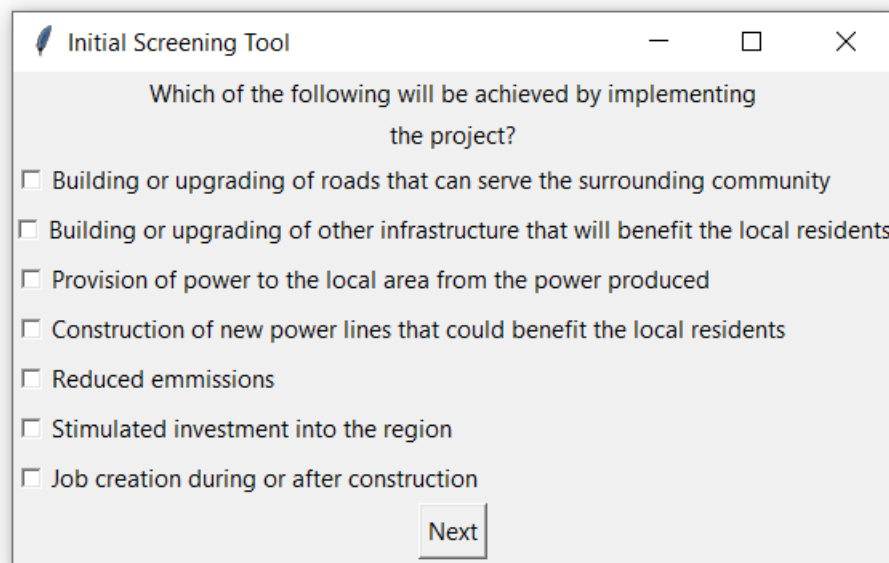 Initial Screening Tool
Which of the following will be achieved by implementing
the project?
Building or upgrading of roads that can serve the surrounding community
Building or upgrading of other infrastructure that will benefit the local residents
Provision of power to the local area from the power produced
Construction of new power lines that could benefit the local residents
Reduced emmissions
Stimulated investment into the region
Job creation during or after construction
Next